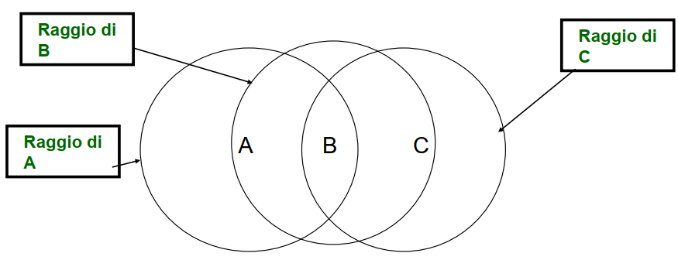 Raggio di
B
Raggio di
C
Raggio di
A
A B C